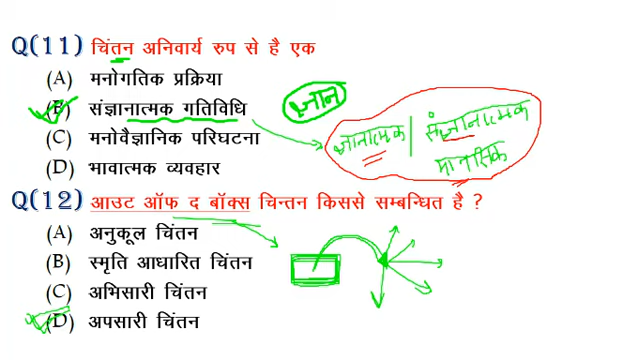 Q(11) चिंतन अनिवार्य रुप से है एक
(A) मनोगतिक प्रक्रिया
(B) संज्ञानात्मक गतिविधि
ज्ञान
(C) मनोवैज्ञानिक परिघटना
ज्ञानात्मक | संज्ञानात्मक
मानसिक
(D) भावात्मक व्यवहार
Q(12) आउट ऑफ द बॉक्स चिन्तन किससे सम्बन्धित है ?
(A) अनुकूल चिंतन
(B) स्मृति आधारित चिंतन
(C) अभिसारी चिंतन
(D) अपसारी चिंतन